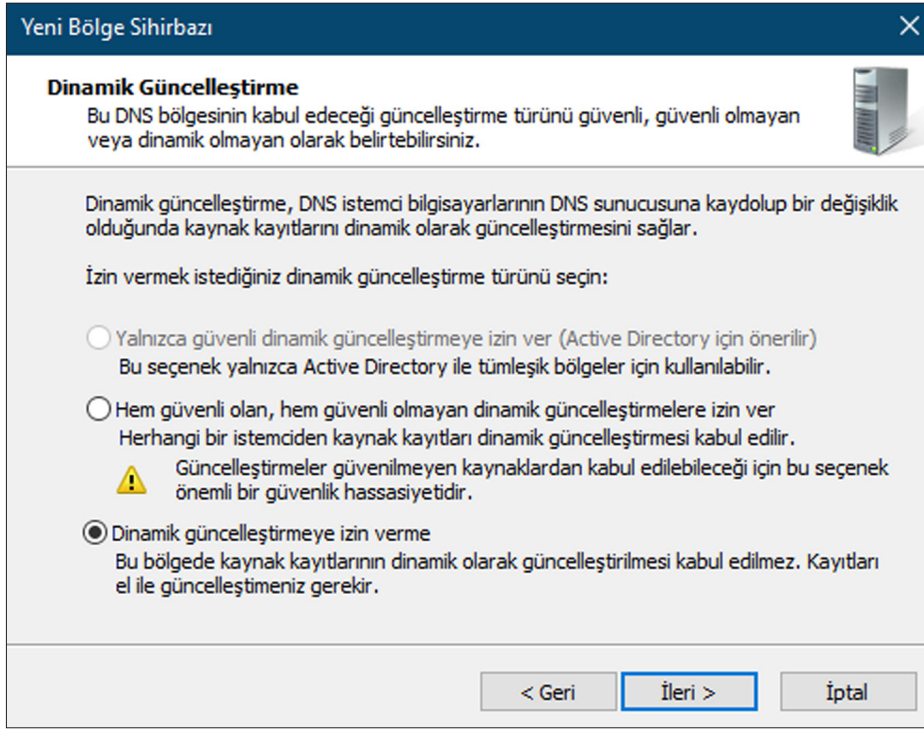 Yeni Bölge Sihirbazı
Dinamik Güncelleştirme
Bu DNS bölgesinin kabul edeceği güncelleştirme türünü güvenli, güvenli olmayan
veya dinamik olmayan olarak belirtebilirsiniz.
Dinamik güncelleştirme, DNS istemci bilgisayarlarının DNS sunucusuna kaydolup bir değişiklik
olduğunda kaynak kayıtlarını dinamik olarak güncelleştirmesini sağlar.
İzin vermek istediğiniz dinamik güncelleştirme türünü seçin:
Yalnızca güvenli dinamik güncelleştirmeye izin ver (Active Directory için önerilir)
Bu seçenek yalnızca Active Directory ile tümleşik bölgeler için kullanılabilir.
Hem güvenli olan, hem güvenli olmayan dinamik güncelleştirmelere izin ver
Herhangi bir istemciden kaynak kayıtları dinamik güncelleştirmesi kabul edilir.
Güncelleştirmeler güvenilmeyen kaynaklardan kabul edilebileceği için bu seçenek
önemli bir güvenlik hassasiyetidir.
Dinamik güncelleştirmeye izin verme
Bu bölgede kaynak kayıtlarının dinamik olarak güncelleştirilmesi kabul edilmez. Kayıtları
el ile güncelleştimeniz gerekir.
< Geri
İleri >
İptal